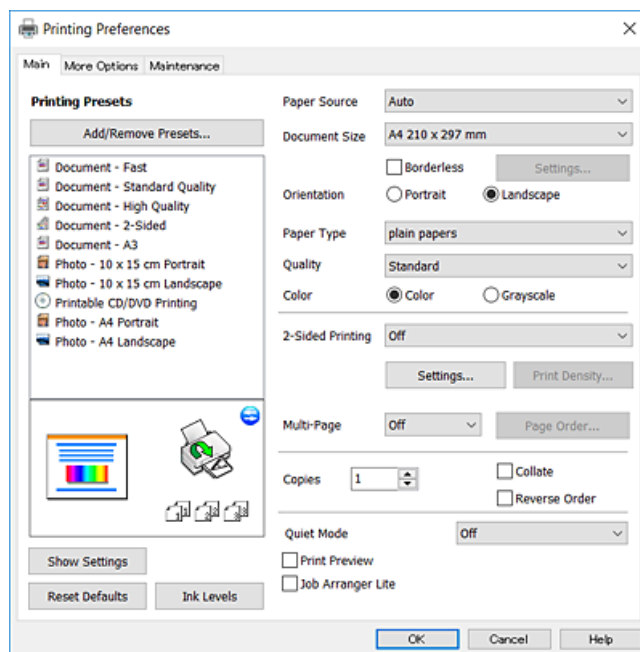 Printing Preferences
Main
More Options
Maintenance
Printing Presets
Add/Remove Presets...
Document - Fast
Document - Standard Quality
Document - High Quality
Document - 2-Sided
Document - A3
Photo - 10 x 15 cm Portrait
Photo - 10 x 15 cm Landscape
Printable CD/DVD Printing
Photo - A4 Portrait
Photo - A4 Landscape
Show Settings
Reset Defaults
Ink Levels
Paper Source
Auto
Document Size
A4 210 x 297 mm
Borderless
Settings...
Orientation
Portrait
Landscape
Paper Type
plain papers
Quality
Standard
Color
Color
Grayscale
2-Sided Printing
Off
Settings...
Print Density...
Multi-Page
Off
Page Order...
Copies
1
Collate
Reverse Order
Quiet Mode
Off
Print Preview
Job Arranger Lite
OK
Cancel
Help